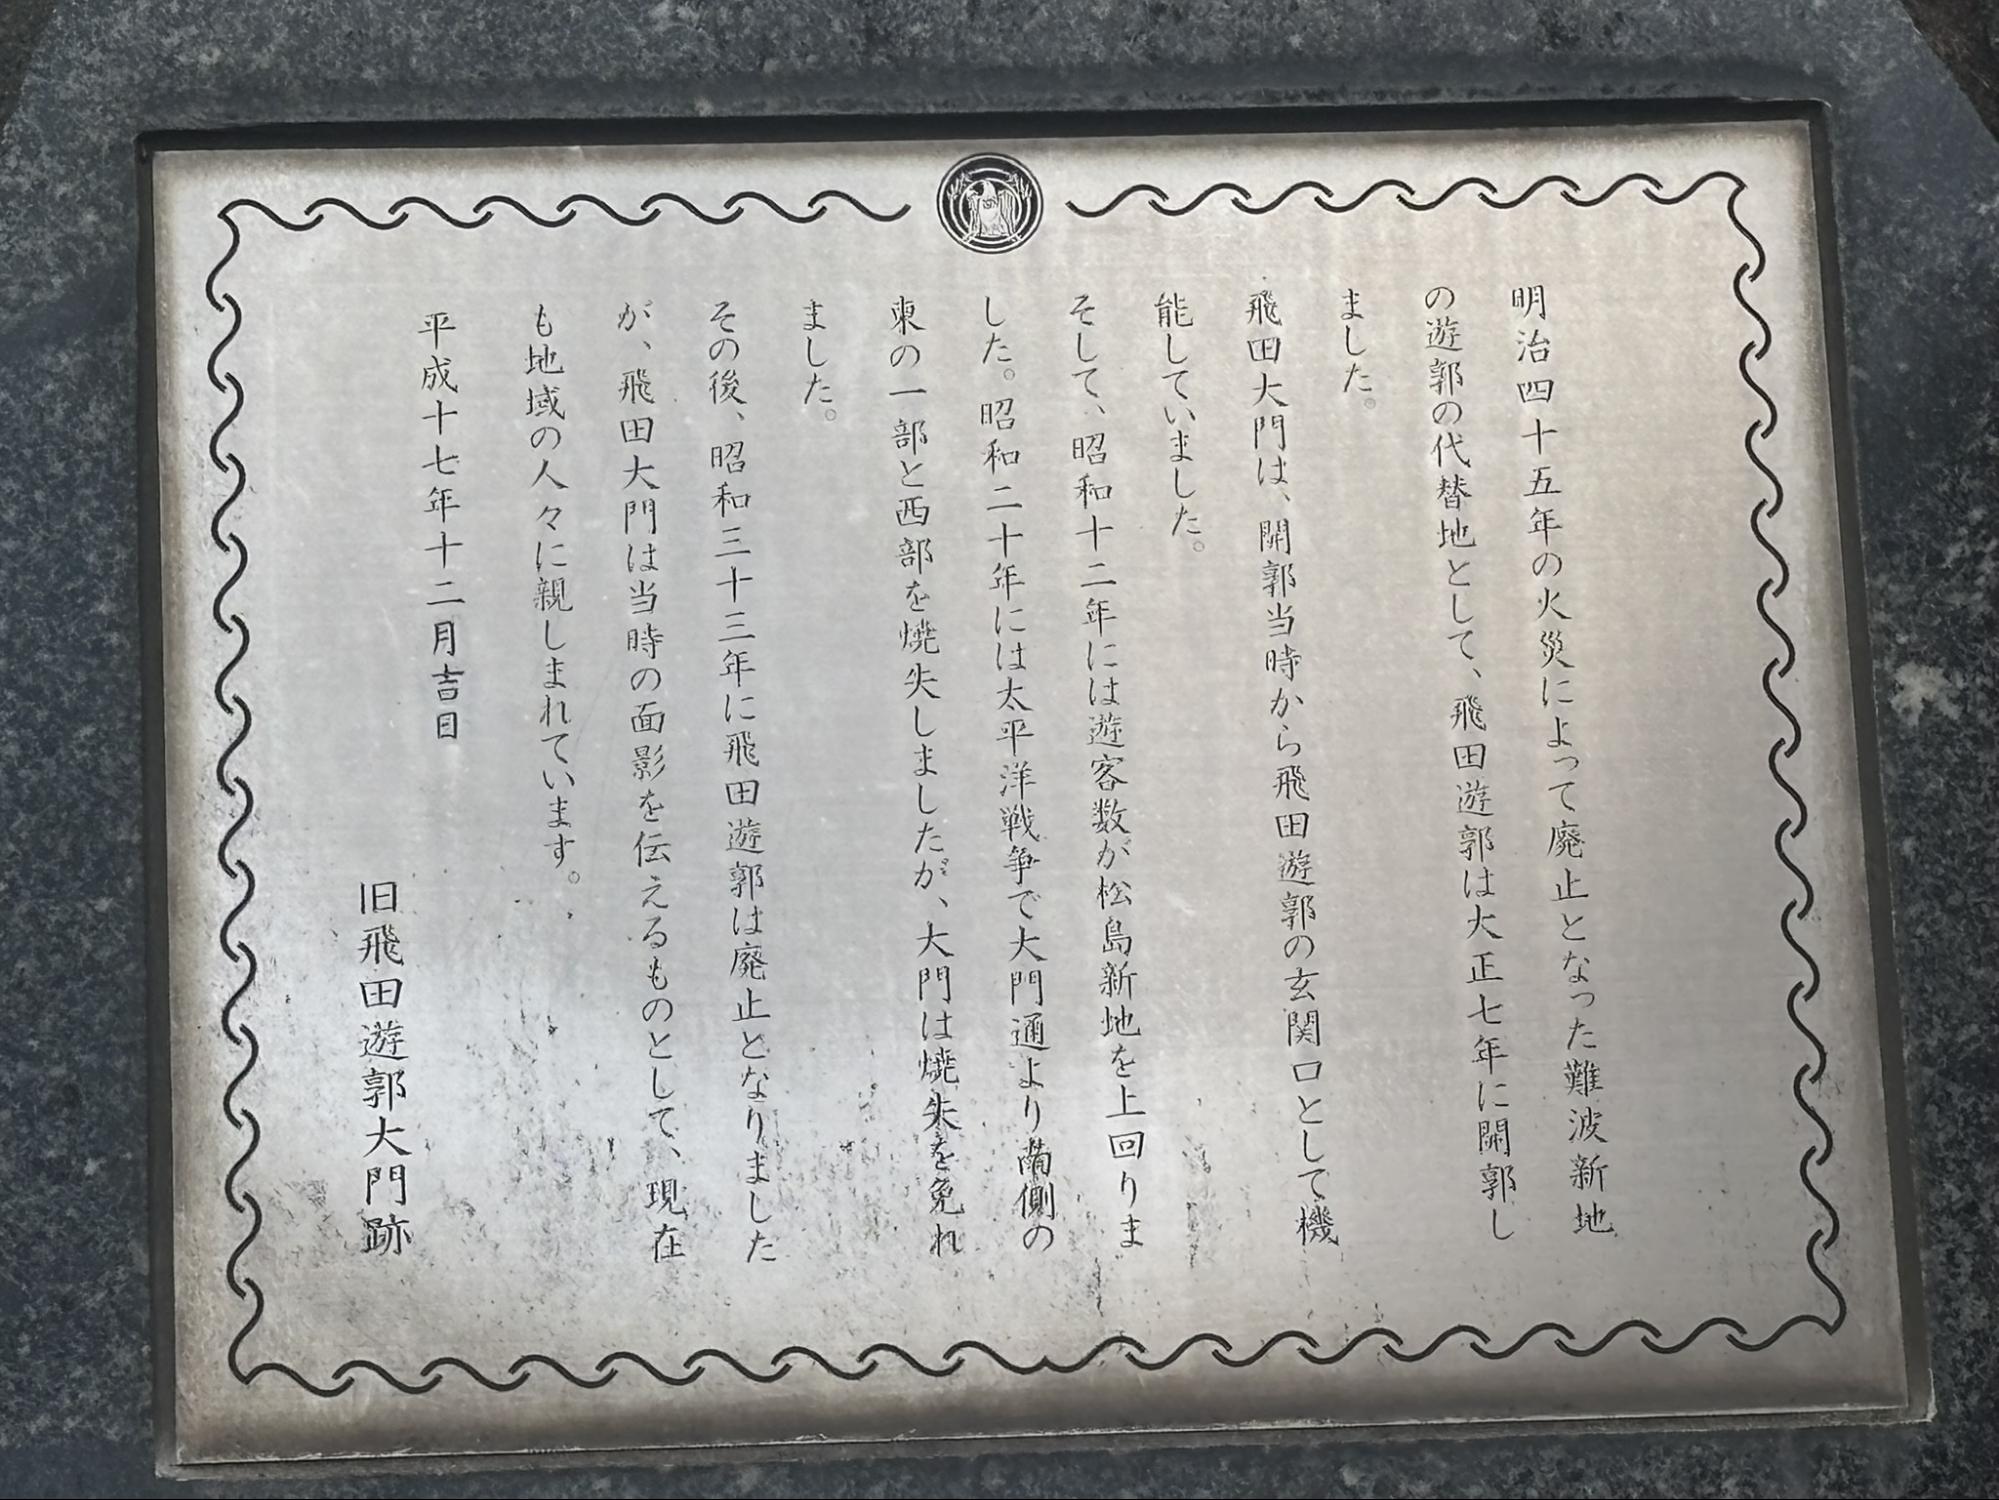 明治四十五年の火災によって廃止となった難波新地
の遊郭の代替地として、飛田遊郭は大正七年に開郭し
ました。
飛田大門は、開郭当時から飛田遊郭の玄関口として機
能していました。
そして、昭和十二年には遊客数が松島新地を上回りま
した。昭和二十年には太平洋戦争で大門通より南側の
東の一部と西部を焼失しましたが、大門は焼失を免れ
ました。
その後、昭和三十三年に飛田遊郭は廃止となりました
が、飛田大門は当時の面影を伝えるものとして、現在
も地域の人々に親しまれています。
平成十七年十二月吉日
旧飛田遊郭大門跡